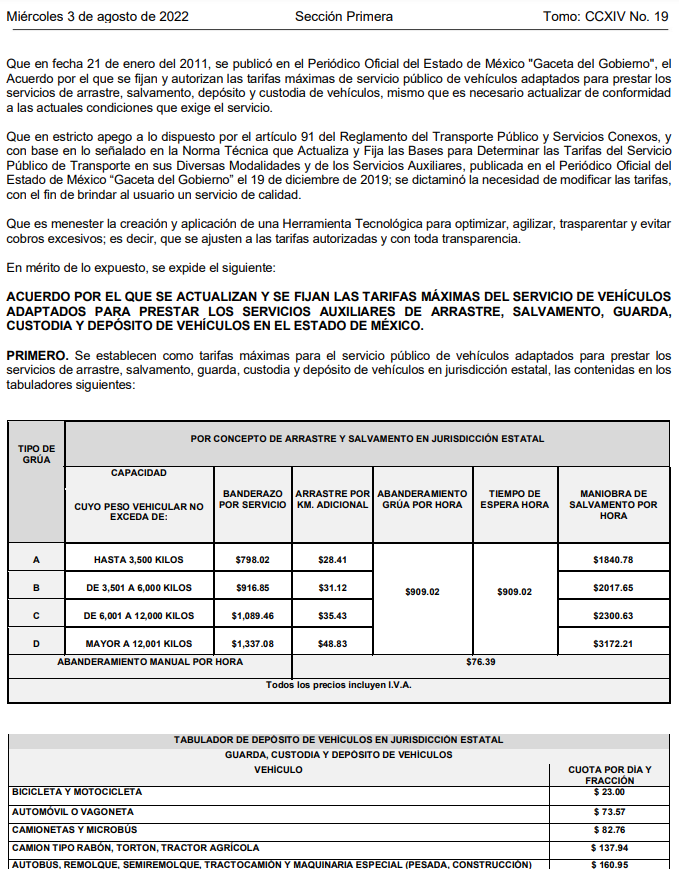 Miércoles 3 de agosto de 2022 Sección Primera Tomo: CCXIV No. 19
Que en fecha 21 de enero del 2011, se publicó en el Periódico Oficial del Estado de México "Gaceta del Gobierno", el
Acuerdo por el que se fijan y autorizan las tarifas máximas de servicio público de vehículos adaptados para prestar los
servicios de arrastre, salvamento, depósito y custodia de vehículos, mismo que es necesario actualizar de conformidad
a las actuales condiciones que exige el servicio.
Que en estricto apego a lo dispuesto por el artículo 91 del Reglamento del Transporte Público y Servicios Conexos, y
con base en lo señalado en la Norma Técnica que Actualiza y Fija las Bases para Determinar las Tarifas del Servicio
Público de Transporte en sus Diversas Modalidades y de los Servicios Auxiliares, publicada en el Periódico Oficial del
Estado de México “Gaceta del Gobierno” el 19 de diciembre de 2019; se dictaminó la necesidad de modificar las tarifas,
con el fin de brindar al usuario un servicio de calidad.
Que es menester la creación y aplicación de una Herramienta Tecnológica para optimizar, agilizar, trasparentar y evitar
cobros excesivos; es decir, que se ajusten a las tarifas autorizadas y con toda transparencia.
En mérito de lo expuesto, se expide el siguiente:
ACUERDO POR EL QUE SE ACTUALIZAN Y SE FIJAN LAS TARIFAS MÁXIMAS DEL SERVICIO DE VEHÍCULOS
ADAPTADOS PARA PRESTAR LOS SERVICIOS AUXILIARES DE ARRASTRE, SALVAMENTO, GUARDA,
CUSTODIA Y DEPÓSITO DE VEHÍCULOS EN EL ESTADO DE MÉXICO.
PRIMERO. Se establecen como tarifas máximas para el servicio público de vehículos adaptados para prestar los
servicios de arrastre, salvamento, guarda, custodia y depósito de vehículos en jurisdicción estatal, las contenidas en los
tabuladores siguientes:
TIPO DE
GRÚA
POR CONCEPTO DE ARRASTRE Y SALVAMENTO EN JURISDICCIÓN ESTATAL
CAPACIDAD
CUYO PESO VEHICULAR NO
EXCEDA DE:
BANDERAZO
POR SERVICIO
ARRASTRE POR
KM. ADICIONAL
ABANDERAMIENTO
GRÚA POR HORA
TIEMPO DE
ESPERA HORA
MANIOBRA DE
SALVAMENTO POR
HORA
A HASTA 3,500 KILOS $798.02 $28.41 $1840.78
B DE 3,501 A 6,000 KILOS $916.85 $31.12 $2017.65
$909.02 $909.02
C DE 6,001 A 12,000 KILOS $1,089.46 $35.43 $2300.63
D MAYOR A 12,001 KILOS $1,337.08 $48.83 $3172.21
ABANDERAMIENTO MANUAL POR HORA $76.39
Todos los precios incluyen I.V.A.
TABULADOR DE DEPÓSITO DE VEHÍCULOS EN JURISDICCIÓN ESTATAL
GUARDA, CUSTODIA Y DEPÓSITO DE VEHÍCULOS
VEHÍCULO
CUOTA POR DÍA Y
FRACCIÓN
BICICLETA Y MOTOCICLETA $ 23.00
AUTOMÓVIL O VAGONETA $ 73.57
CAMIONETAS Y MICROBÚS $ 82.76
CAMION TIPO RABÓN, TORTON, TRACTOR AGRÍCOLA $ 137.94
AUTOBÚS, REMOLQUE, SEMIREMOLQUE, TRACTOCAMIÓN Y MAQUINARIA ESPECIAL (PESADA, CONSTRUCCIÓN) $ 160.95